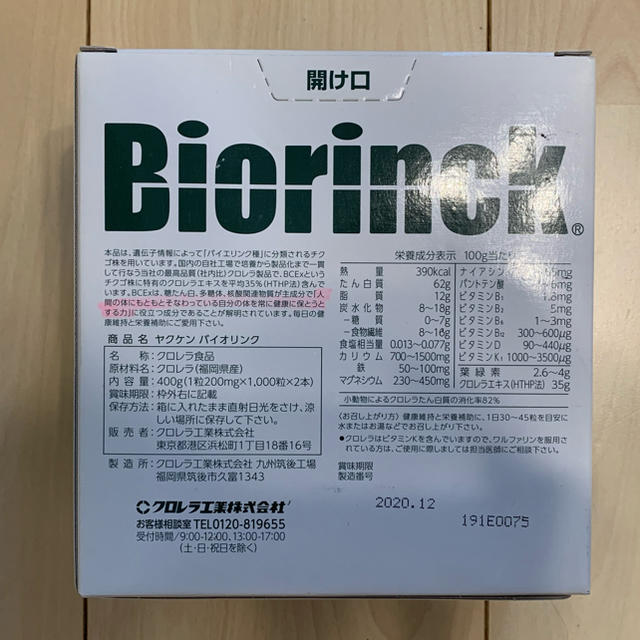 開け口
Biorinck®
本品は、遺伝子情報によって「パイエリンク種」に分類されるチク
ゴ株を用いています。国内の自社工場で培養から製品化まで一貫
して行なう当社の最高品質(社内比)クロレラ製品で、BCExという
チクゴ株に特有のクロレラエキスを平均35%(HTHP法)含んで
います。BCExは、糖たん白、多糖体、核酸関連物質が主成分で「人
間の体にもともとそなわっている自分の体を常に健康に保とうと
する力」に役立つ成分であることが解明されています。毎日の健
康維持と栄養補助にご愛用下さい。
商品名 ヤクケン バイオリンク
名称:クロレラ食品
原材料名:クロレラ(福岡県産)
内容量:400g(1粒200mg×1,000粒×2本)
賞味期限:枠外右に記載
保存方法:箱に入れたまま直射日光をさけ、涼
しい場所に保存して下さい。
販売者:クロレラ工業株式会社
東京都港区浜松町1丁目18番16号
製造所:クロレラ工業株式会社 九州筑後工場
福岡県筑後市久富1343
クロレラ工業株式会社
お客様相談室 TEL0120-819655
受付時間/9:00-12:00、13:00-17:00
(土・日・祝日を除く)
栄養成分表示 100g当た
熱量 390kcal
たん白質 62g
脂質 12g
炭水化物 8~18g
-糖質 0~7g
-食物繊維 8~18g
食塩相当量 0.013~0.077g
カリウム 700~1500mg
鉄 50~100mg
マグネシウム 230~450mg
ナイアシン
パントテン酸
ビタミンB₁ 1.8mg
ビタミンB₂ 5mg
ビタミンB₆ 3mg
ビタミンB₁₂ 300~600μg
ビタミンD 90~440μg
ビタミンK₁ 1000~3500μg
葉緑素 2.6~4g
クロレラエキス(HTHP法) 35g
小動物によるクロレラたん白質の消化率82%
〈お召し上がり方〉健康維持と栄養補助に、1日30~45粒を目安に
水またはお湯などでお召し上がり下さい。
●クロレラはビタミンKを含んでいますので、ワルファリンを服用され
ている方は、ご使用に際しましては担当医師にご相談下さい。
賞味期限
製造番号
2020.12
191E0075